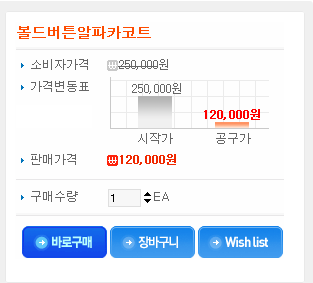 볼드버튼알파카코트
소비자가격 ₩250,000원
가격변동표
250,000원
120,000원
시작가 공구가
판매가격 ₩120,000원
구매수량 1 EA
바로구매 장바구니 Wish list